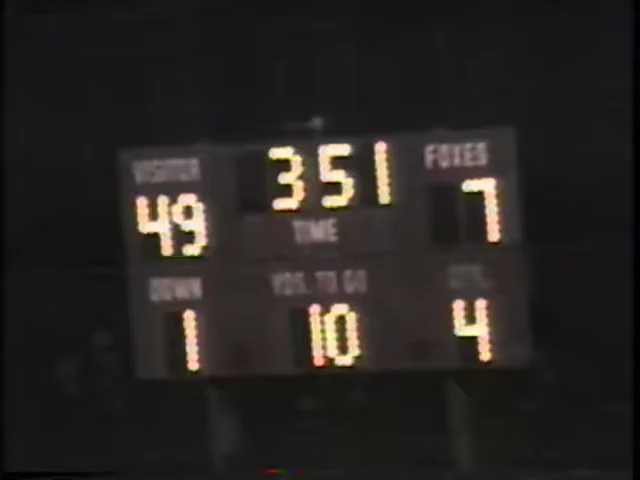 VISITOR 351 FOXES
49 TIME 7
DOWN YDS. TO GO QTR.
1 10 4